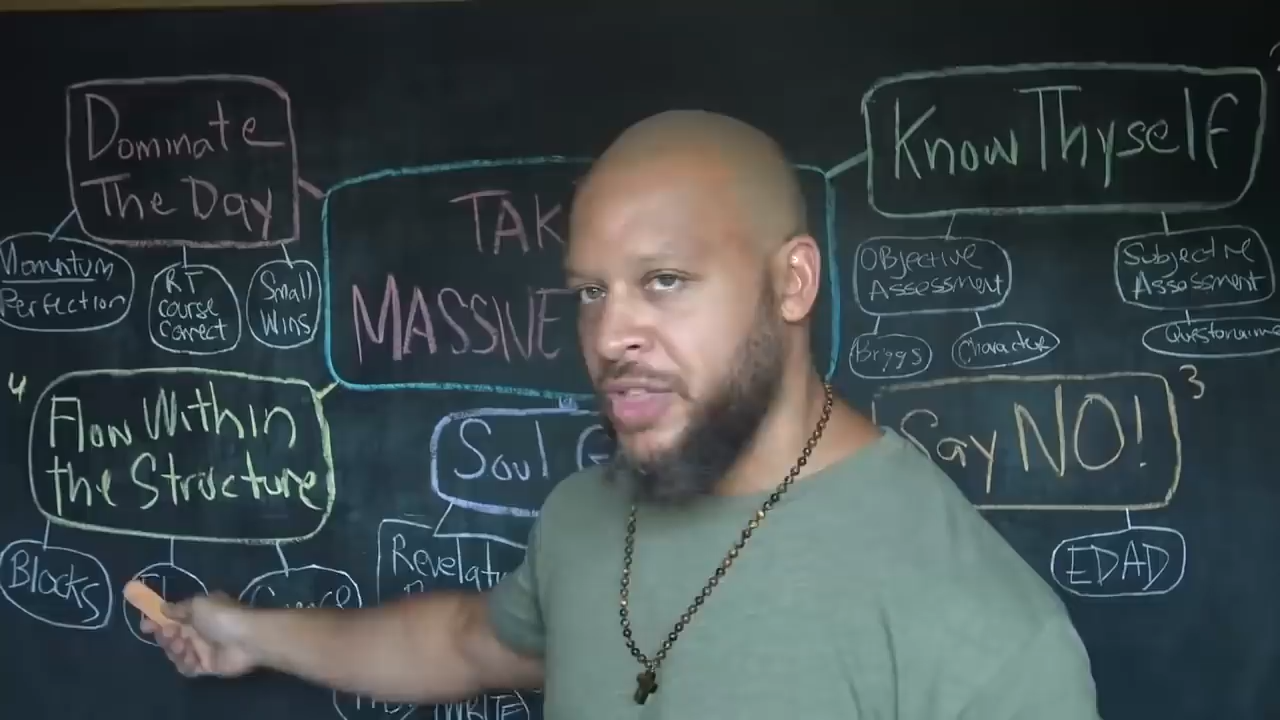 Dominate
The Day
Momentum
Perfection
RT
course
correct
Small
Wins
TAK
MASSIVE
Know Thyself
OBjective
Assessment
Briggs
Character
Subjective
Assessment
4
Flow Within
the Structure
Blocks
Soul G
Revelat
3
Say NO!
EDAD